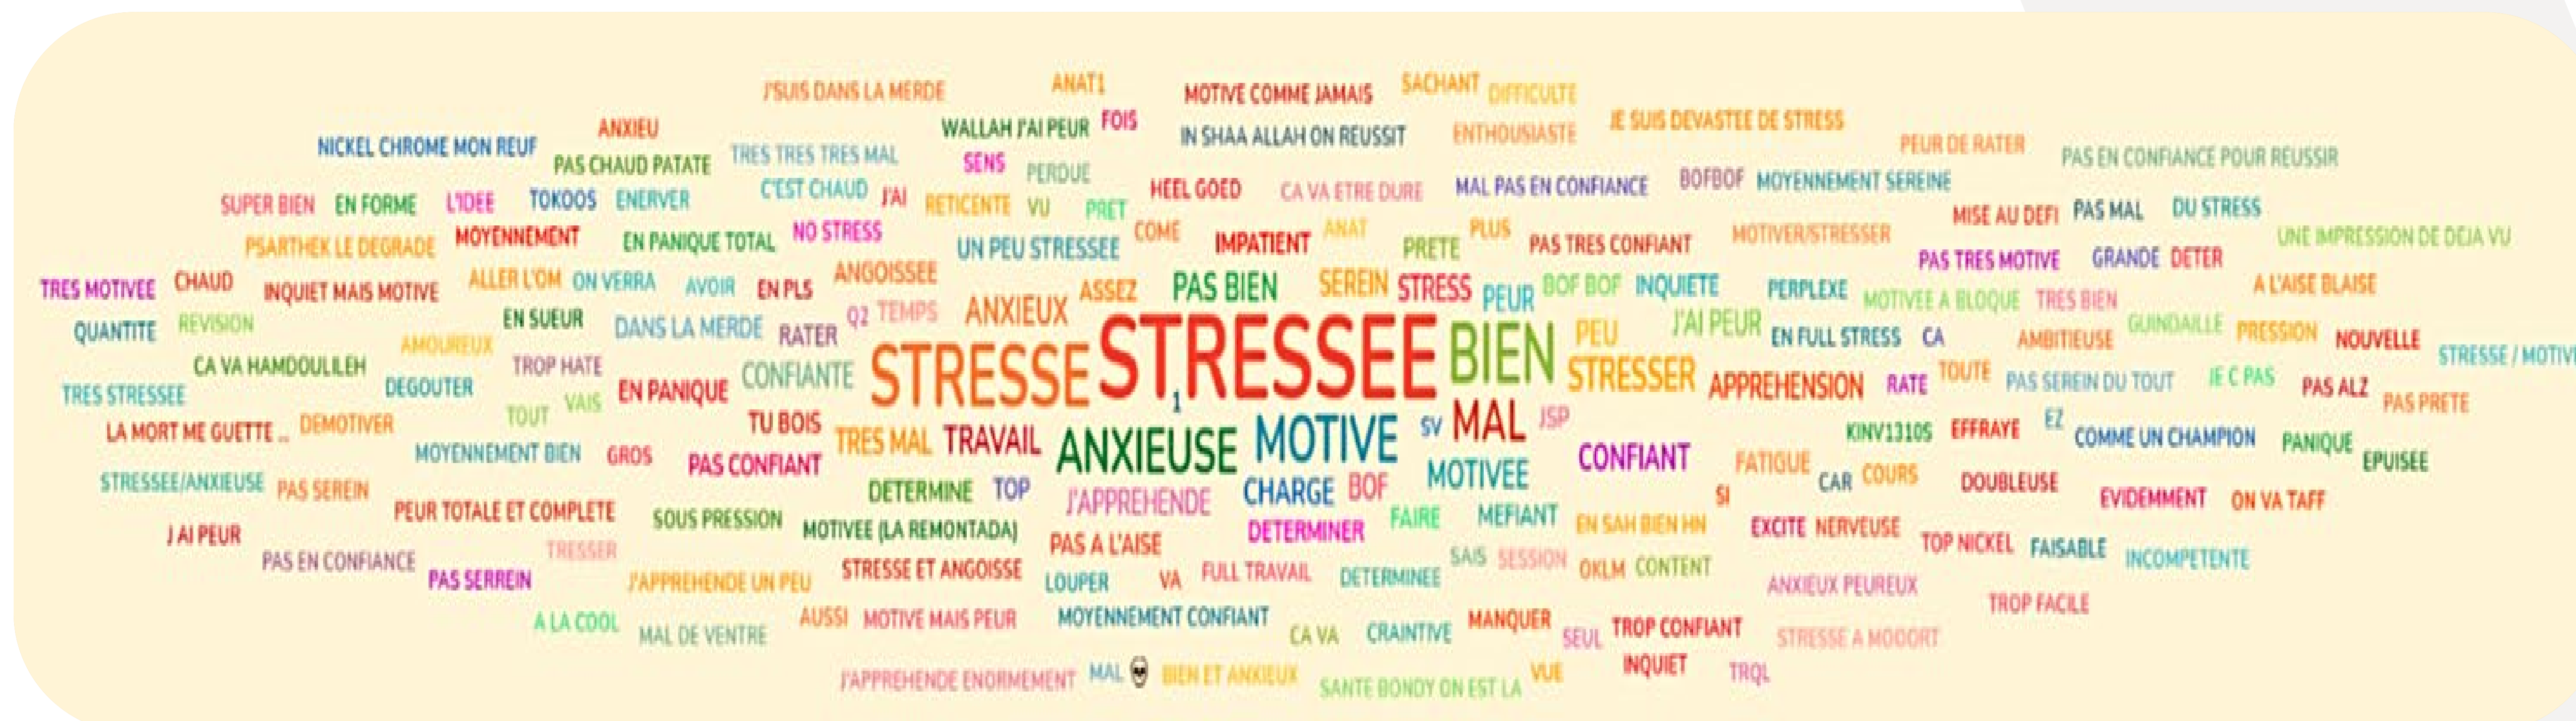 J'SUIS DANS LA MERDE ANAT1 MOTIVE COMME JAMAIS SACHANT DIFFICULTE
ANXIEU WALLAH J'AI PEUR FOIS IN SHAA ALLAH ON REUSSIT ENTHOUSIASTE JE SUIS DEVASTEE DE STRESS
NICKEL CHROME MON REUF PAS CHAUD PATATE TRES TRES TRES MAL SENS PERDUE PEUR DE RATER PAS EN CONFIANCE POUR REUSSIR
SUPER BIEN EN FORME L'IDEE TOKOOS ENERVER C'EST CHAUD J'AI RETICENTE VU PRET HEEL GOED CA VA ETRE DURE MAL PAS EN CONFIANCE BOFBOF MOYENNEMENT SEREINE MISE AU DEFI PAS MAL DU STRESS
PSARTHEK LE DEGRADE MOYENNEMENT EN PANIQUE TOTAL NO STRESS UN PEU STRESSEE COME IMPATIENT ANAT PRETE PLUS PAS TRES CONFIANT MOTIVER/STRESSER PAS TRES MOTIVE GRANDE DETER UNE IMPRESSION DE DEJA VU
TRES MOTIVEE CHAUD INQUIET MAIS MOTIVE ALLER L'OM ON VERRA AVOIR EN PLS ANGOISSEE ASSEZ PAS BIEN SEREIN STRESS PEUR BOF BOF INQUIETE PERPLEXE MOTIVEE A BLOQUE TRES BIEN A L'AISE BLAISE
QUANTITE REVISION EN SUEUR DANS LA MERDE RATER Q2 TEMPS ANXIEUX PEU J'AI PEUR EN FULL STRESS CA AMBITIEUSE GUINDAILLE PRESSION NOUVELLE
AMOUREUX STRESSE STRESSEE BIEN STRESSE / MOTIV
CA VA HAMDOULILEH TROP HATE CONFIANTE STRESSER APPREHENSION RATE TOUTE PAS SEREIN DU TOUT JE C PAS PAS ALZ
TRES STRESSEE DEGOUTER TOUT VAIS EN PANIQUE 1 PAS PRETE
LA MORT ME GUETTE .. DEMOTIVER TU BOIS TRES MAL TRAVAIL ANXIEUSE MOTIVE SV MAL JSP KINV1310S EFFRAYE EZ COMME UN CHAMPION PANIQUE
MOYENNEMENT BIEN GROS PAS CONFIANT MOTIVEE CONFIANT FATIGUE CAR COURS EPUISEE
STRESSEE/ANXIEUSE PAS SEREIN DETERMINE TOP J'APPREHENDE CHARGE BOF SI DOUBLEUSE EVIDEMMENT ON VA TAFF
PEUR TOTALE ET COMPLETE SOUS PRESSION MOTIVEE (LA REMONTADA) DETERMINER FAIRE MEFIANT EN SAH BIEN HN EXCITE NERVEUSE
J AI PEUR TRESSER PAS A L'AISE TOP NICKEL FAISABLE INCOMPETENTE
PAS EN CONFIANCE PAS SERREIN J'APPREHENDE UN PEU STRESSE ET ANGOISSE LOUPER VA FULL TRAVAIL DETERMINEE SAIS SESSION OKLM CONTENT ANXIEUX PEUREUX
A LA COOL MAL DE VENTRE AUSSI MOTIVE MAIS PEUR MOYENNEMENT CONFIANT CA VA CRAINTIVE MANQUER SEUL TROP CONFIANT STRESSE A MOOORT TROP FACILE
J'APPREHENDE ENORMEMENT MAL 💀 BIEN ET ANXIEUX SANTE BONDY ON EST LA VUE INQUIET TRQL